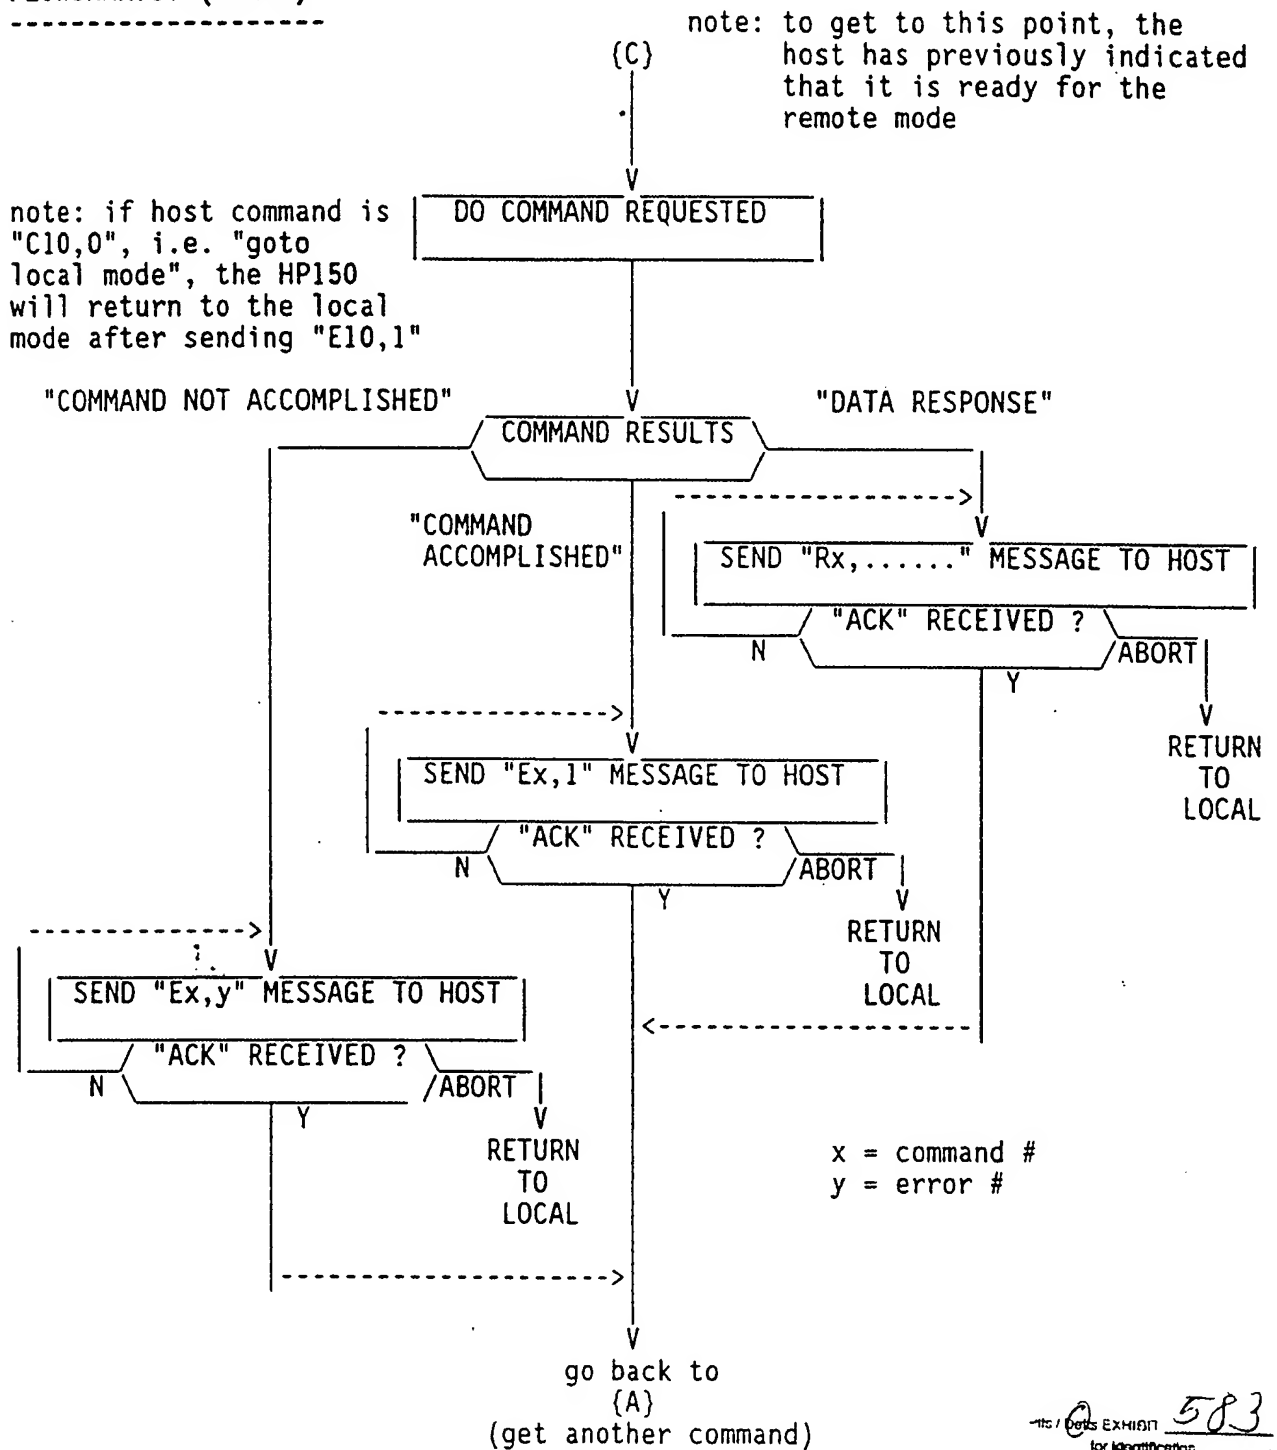 note: to get to this point, the
host has previously indicated
that it is ready for the
remote mode
{C}
V
note: if host command is
"C10,0", i.e. "goto
local mode", the HP150
will return to the local
mode after sending "E10,1"
DO COMMAND REQUESTED
"COMMAND NOT ACCOMPLISHED"
V
"DATA RESPONSE"
COMMAND RESULTS
"COMMAND
ACCOMPLISHED"
V
SEND "Rx,......" MESSAGE TO HOST
"ACK" RECEIVED ?
N
ABORT
Y
V
RETURN
TO
LOCAL
V
SEND "Ex,1" MESSAGE TO HOST
"ACK" RECEIVED ?
N
ABORT
Y
V
RETURN
TO
LOCAL
V
SEND "Ex,y" MESSAGE TO HOST
"ACK" RECEIVED ?
N
ABORT
Y
V
RETURN
TO
LOCAL
x = command #
y = error #
V
go back to
{A}
(get another command)
EXHIBIT 583
for Identification